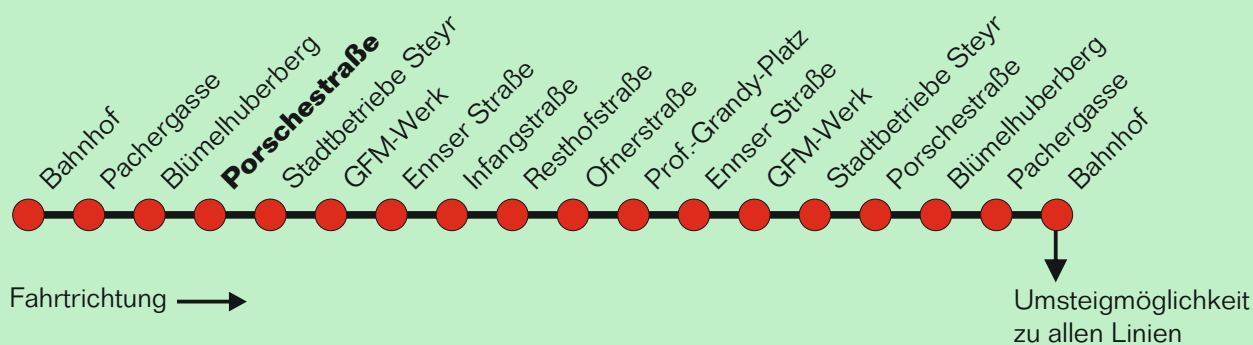 Bahnhof
Pachergasse
Blümelhuberberg
Porschestraße
Stadtbetriebe Steyr
GFM-Werk
Ennser Straße
Infangstraße
Resthofstraße
Ofnerstraße
Prof.-Grandy-Platz
Ennser Straße
GFM-Werk
Stadtbetriebe Steyr
Porschestraße
Blümelhuberberg
Pachergasse
Bahnhof
Fahrtrichtung
Umsteigmöglichkeit
zu allen Linien